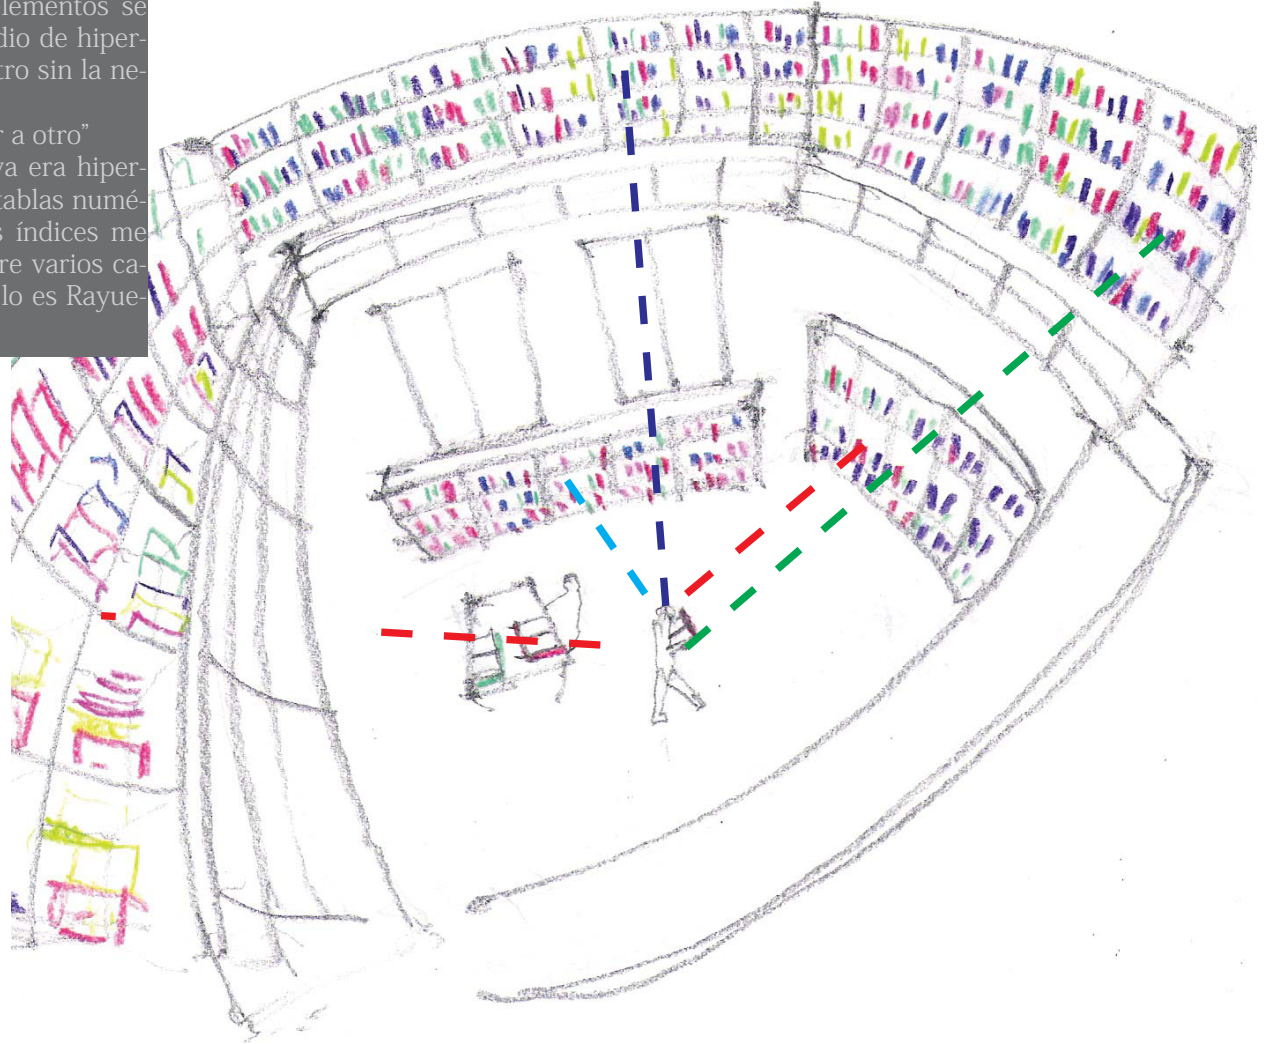 lementos se
dio de hiper-
tro sin la ne-
r a otro”
ya era hiper-
tablas numé-
s índices me
re varios ca-
lo es Rayue-